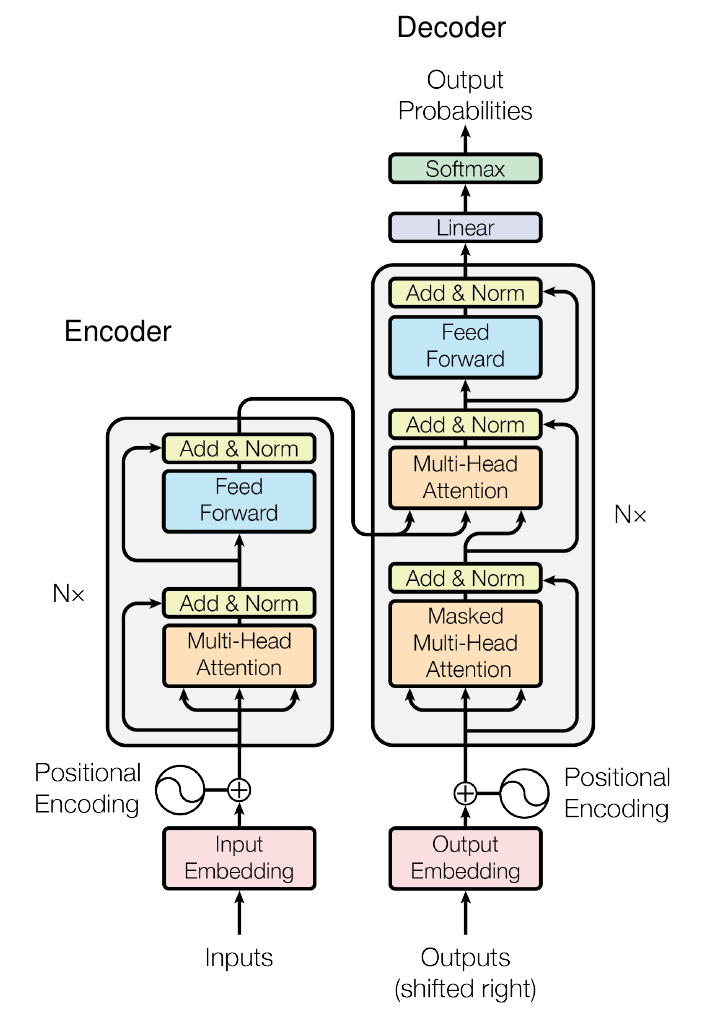 Decoder
Output
Probabilities
Softmax
Linear
Add & Norm
Feed
Forward
Add & Norm
Multi-Head
Attention
Add & Norm
Masked
Multi-Head
Attention
N×
Positional
Encoding
Output
Embedding
Outputs
(shifted right)
Encoder
Add & Norm
Feed
Forward
Add & Norm
Multi-Head
Attention
N×
Positional
Encoding
Input
Embedding
Inputs